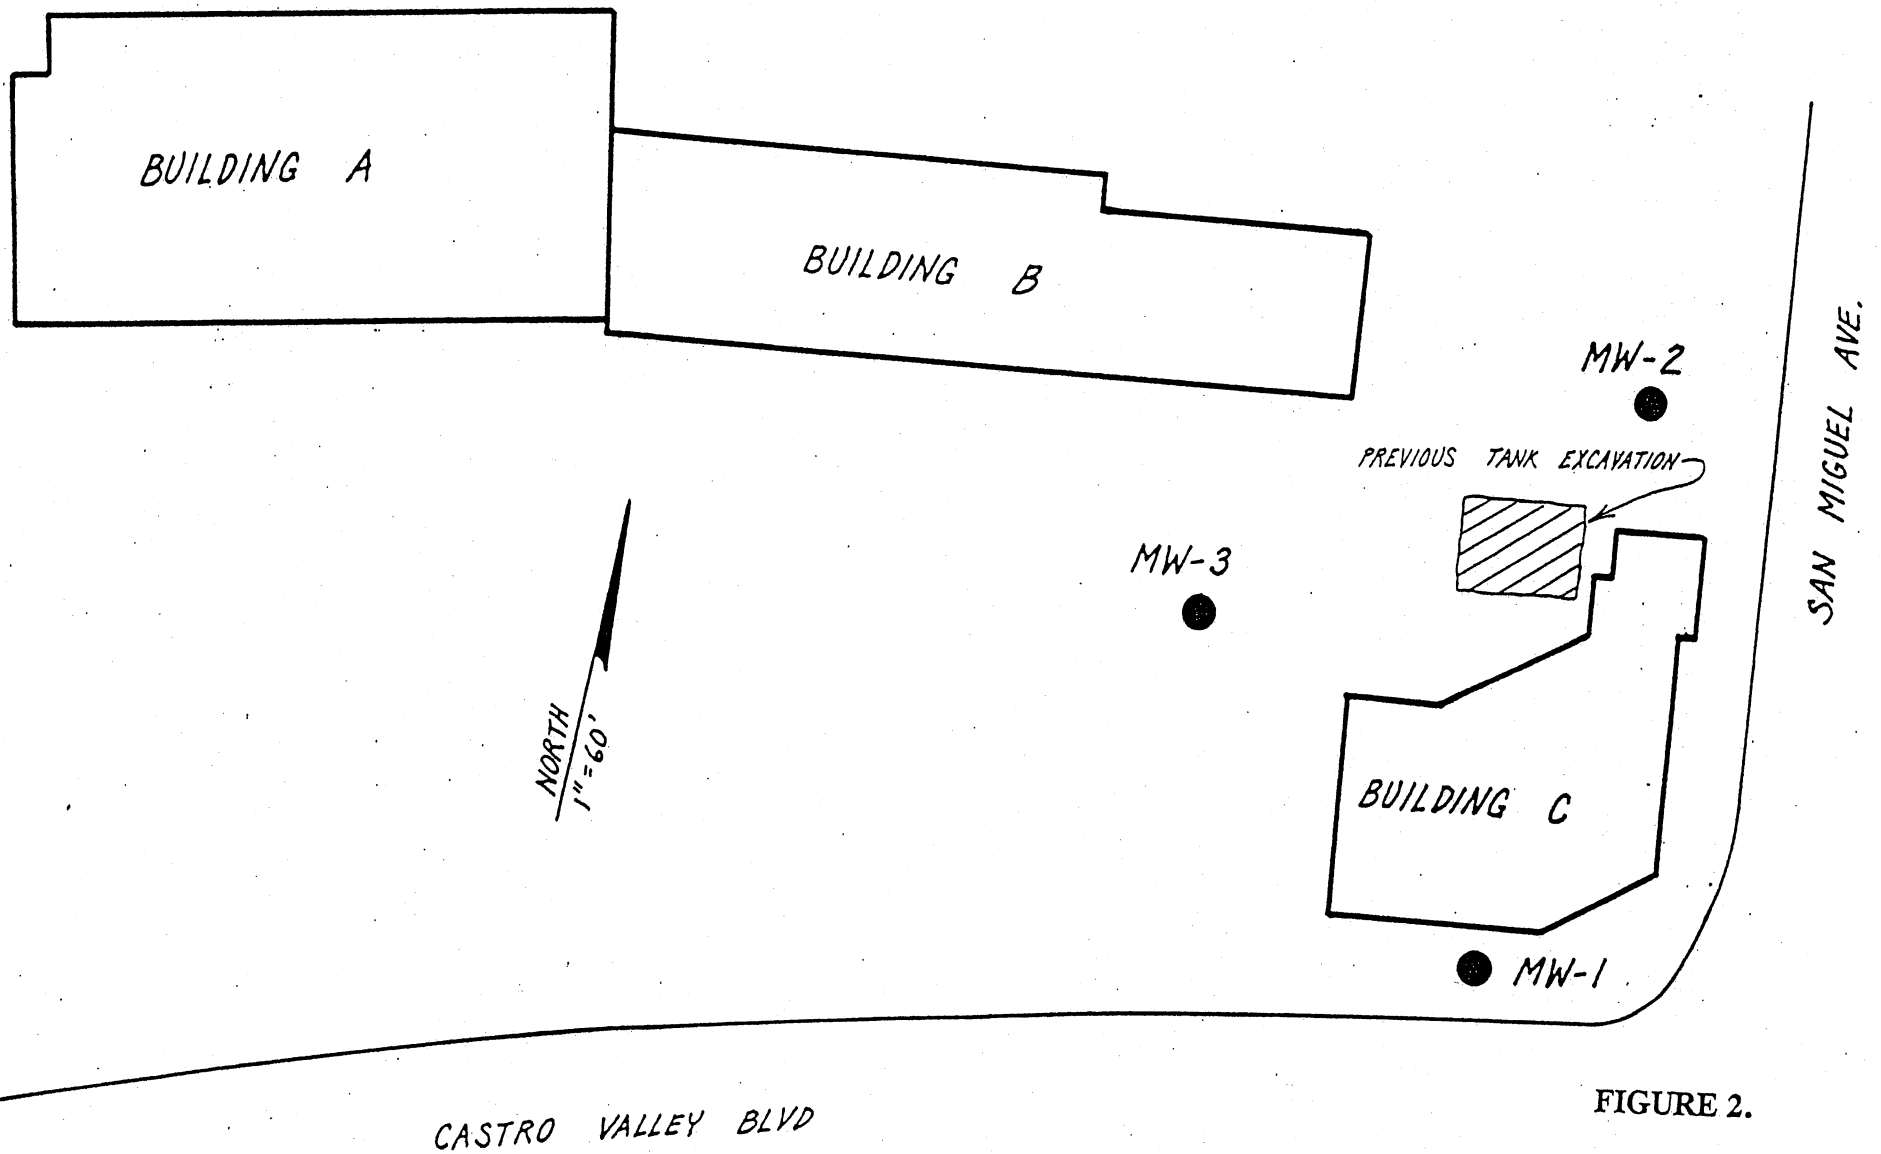 BUILDING A
BUILDING B
MW-2
PREVIOUS TANK EXCAVATION
MW-3
SAN MIGUEL AVE.
NORTH
1"=60'
BUILDING C
MW-1
FIGURE 2.
CASTRO VALLEY BLVD